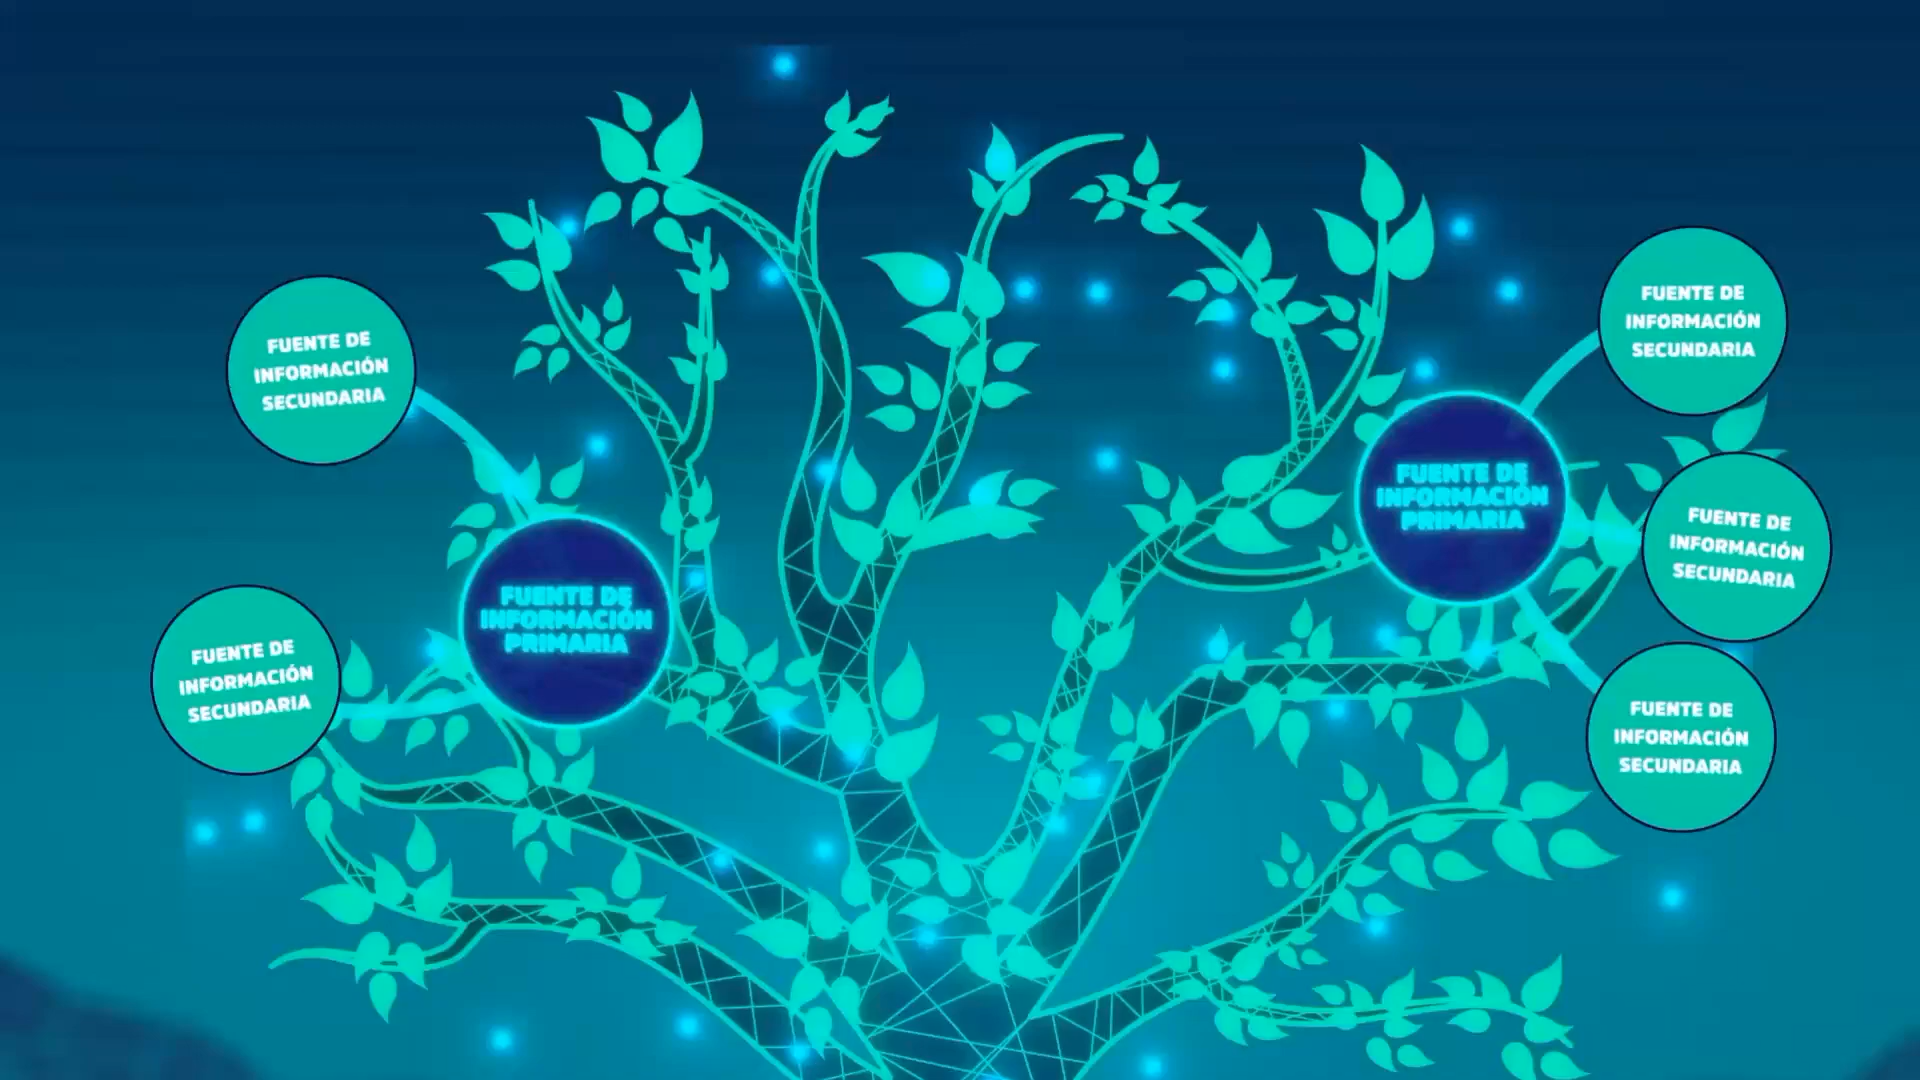 FUENTE DE
INFORMACIÓN
SECUNDARIA
FUENTE DE
INFORMACIÓN
SECUNDARIA
FUENTE DE
INFORMACIÓN
PRIMARIA
FUENTE DE
INFORMACIÓN
PRIMARIA
FUENTE DE
INFORMACIÓN
SECUNDARIA
FUENTE DE
INFORMACIÓN
SECUNDARIA
FUENTE DE
INFORMACIÓN
SECUNDARIA